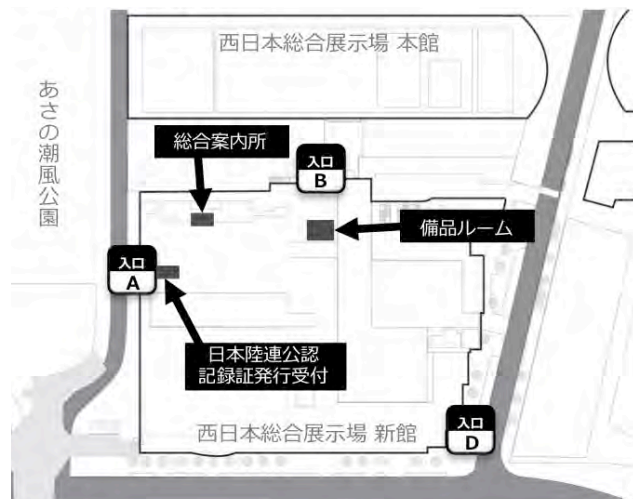 西日本総合展示場 本館
あさの潮風公園
総合案内所
入口
B
備品ルーム
入口
A
日本陸連公認
記録証発行受付
入口
D
西日本総合展示場 新館